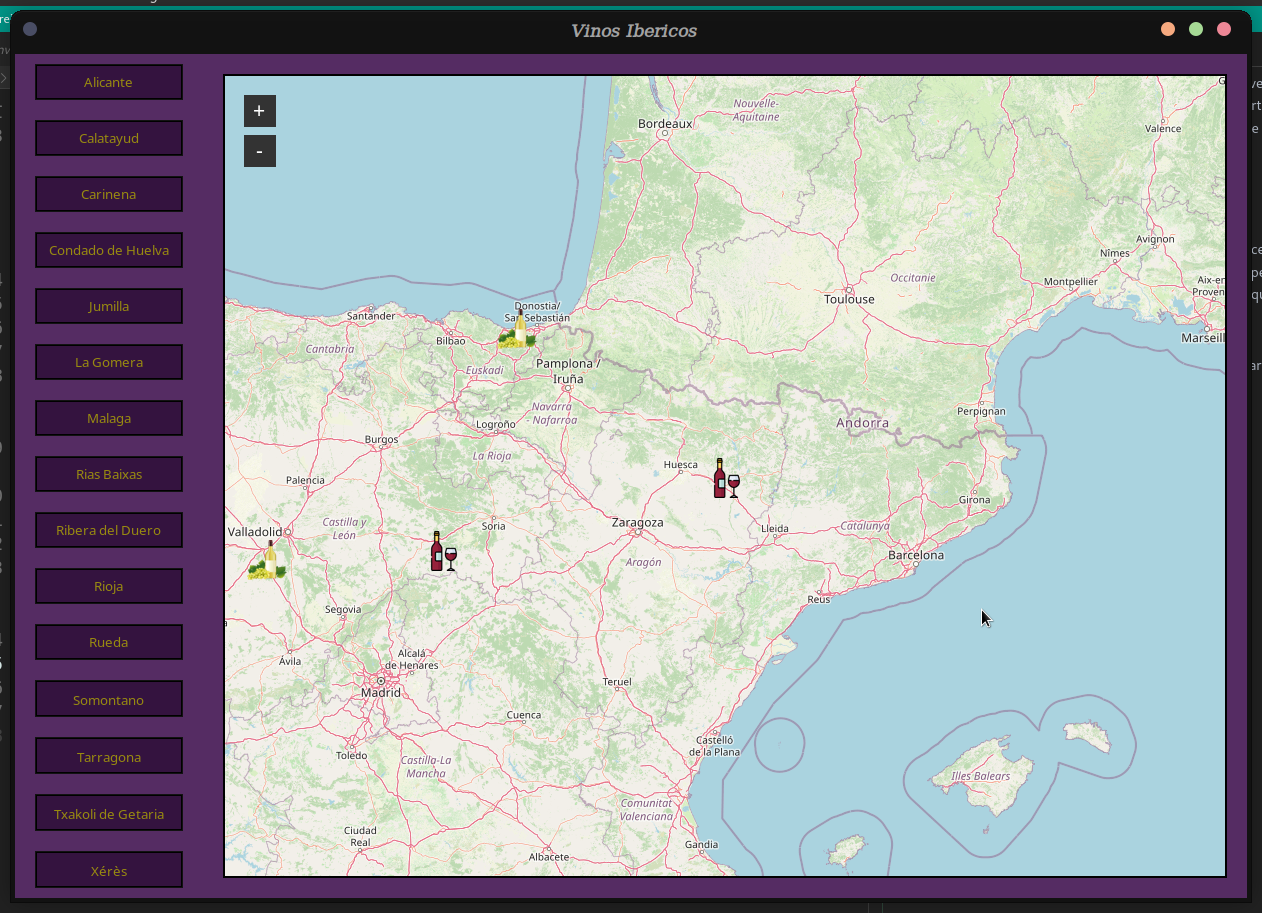 Vinos Ibericos
Alicante
Calatayud
Carinena
Condado de Huelva
Jumilla
La Gomera
Malaga
Rias Baixas
Ribera del Duero
Rioja
Rueda
Somontano
Tarragona
Txakoli de Getaria
Xérès
+
-
Nouvelle-
Aquitaine
Bordeaux
Valence
Avignon
Nîmes
Occitanie
Montpellier
Aix-en
Proven
Toulouse
Donostia/
San Sebastián
Santander
Bilbao
Marseill
Cantabria
Pamplona /
Iruña
Euskadi
Navarra
- Nafarroa
Perpignan
Andorra
Logroño
Burgos
La Rioja
Huesca
Palencia
Girona
Zaragoza
Lleida
Catalunya
Castilla y
León
Soria
Valladolid
Barcelona
Aragón
Reus
Segovia
Ávila
Alcalá
de Henares
Madrid
Teruel
Cuenca
Castelló
de la Plana
Toledo
Castilla-La
Mancha
Illes Balears
Comunitat
Valenciana
Ciudad
Real
Gandia
Albacete